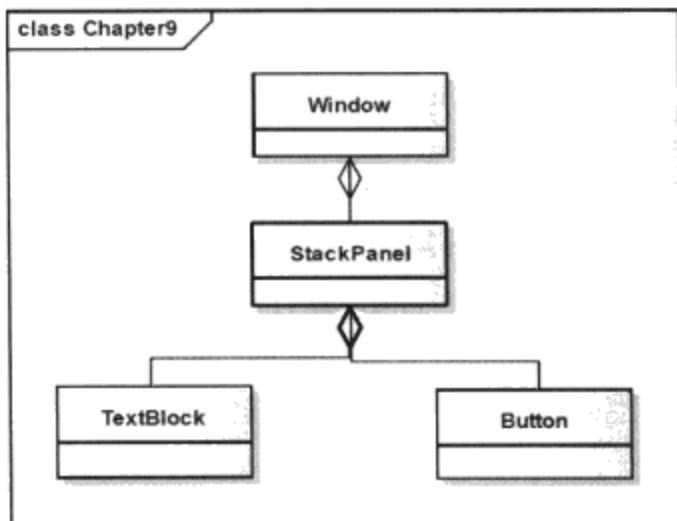 class Chapter9
Window
StackPanel
TextBlock
Button